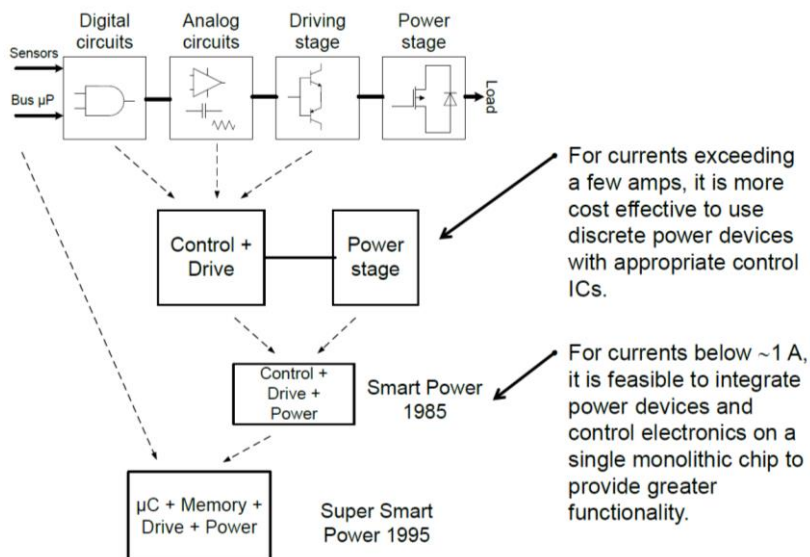 Digital
circuits
Analog
circuits
Driving
stage
Power
stage
Sensors
Bus µP
Load
Control +
Drive
Power
stage
• For currents exceeding
a few amps, it is more
cost effective to use
discrete power devices
with appropriate control
ICs.
Control +
Drive +
Power
Smart Power
1985
• For currents below ~1 A,
it is feasible to integrate
power devices and
control electronics on a
single monolithic chip to
provide greater
functionality.
µC + Memory +
Drive + Power
Super Smart
Power 1995